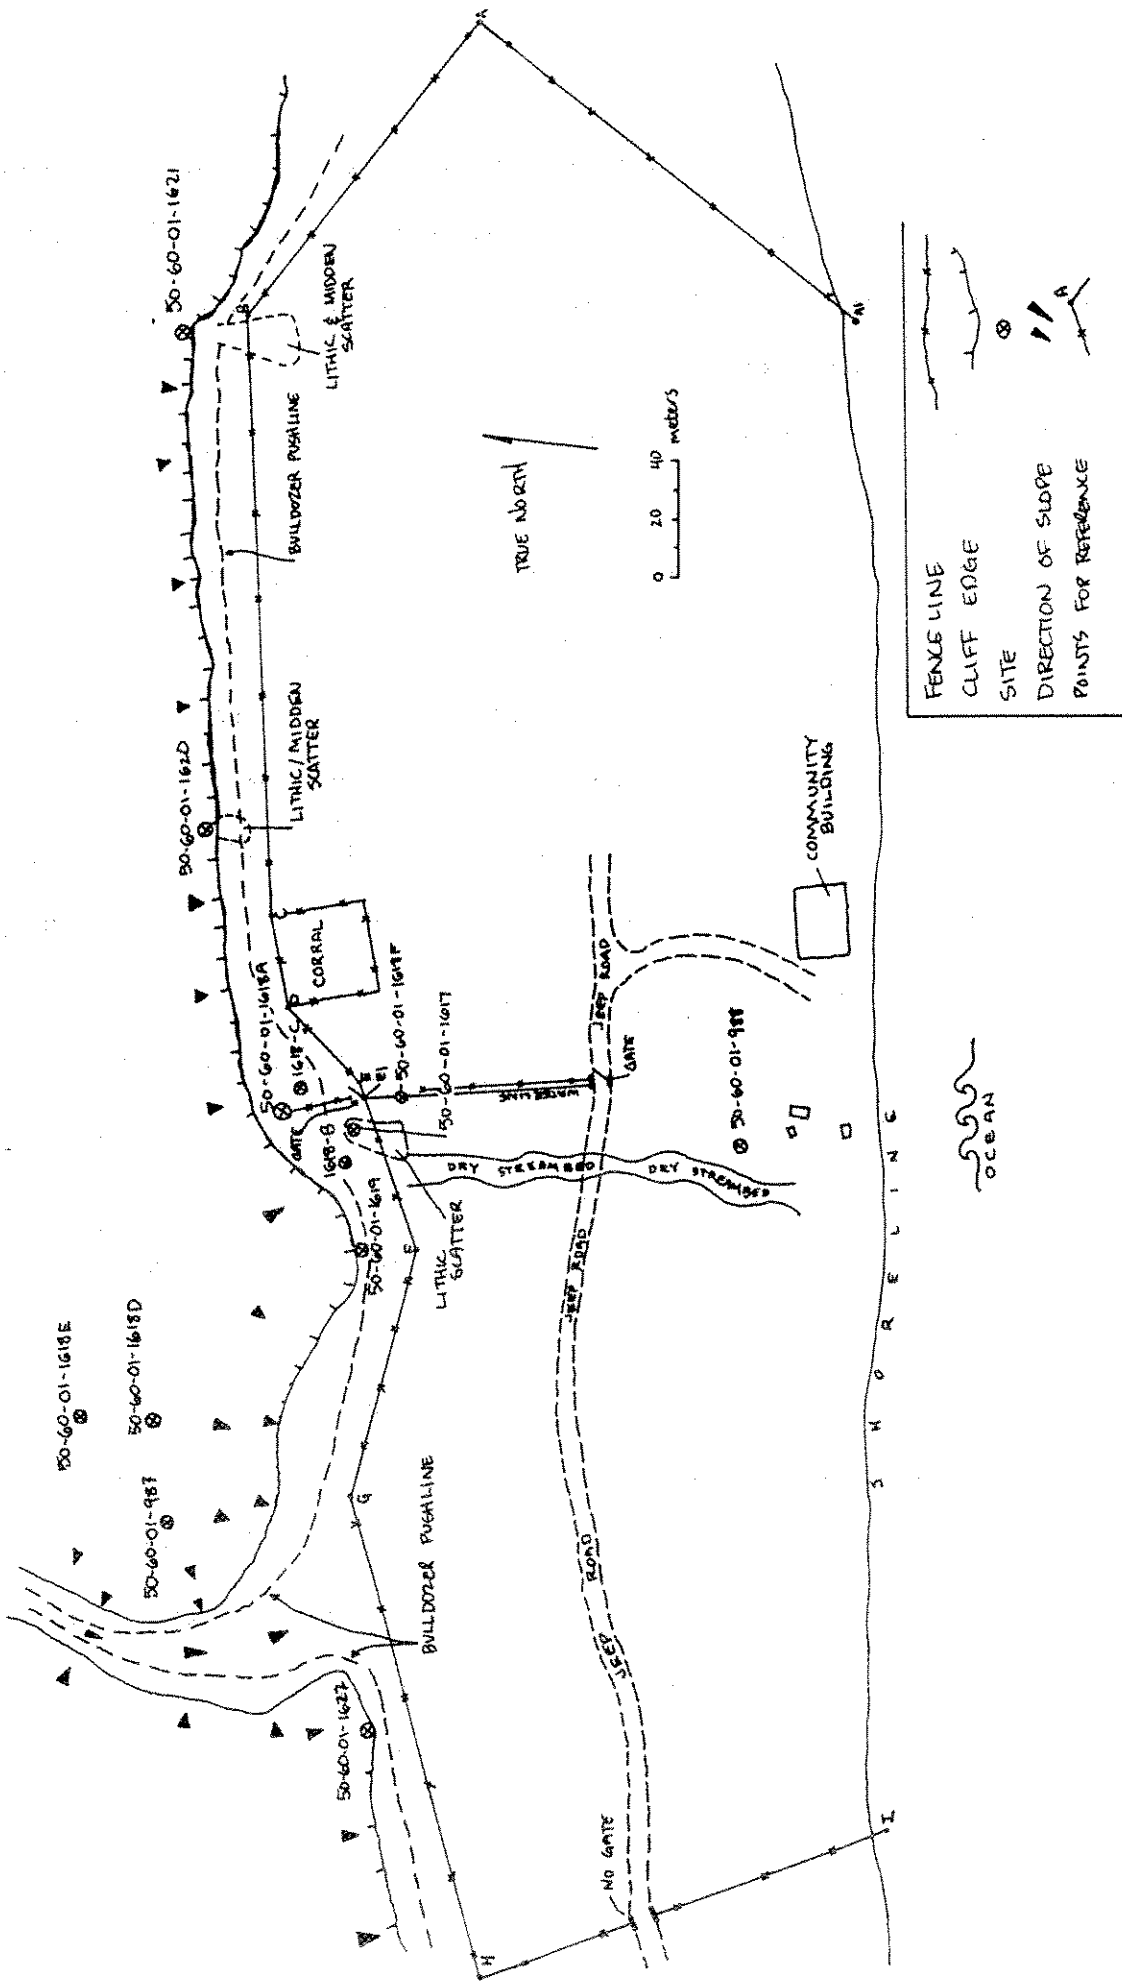 50-60-01-1618E
50-60-01-1618D
50-60-01-987
50-60-01-1622
50-60-01-1619
1618-B
GATE
50-60-01-1618A
1618-C
50-60-01-1620
50-60-01-1621
H
G
F
E
E1
D
C
B
A
A1
I
BULLDOZER PUSHLINE
LITHIC
SCATTER
50-60-01-1617
50-60-01-1618F
CORRAL
LITHIC/MIDDEN
SCATTER
BULLDOZER PUSHLINE
LITHIC & MIDDEN
SCATTER
DRY STREAMBED
DRY STREAMBED
WATER LINE
TRUE NORTH
0 20 40 meters
NO GATE
JEEP ROAD
JEEP ROAD
JEEP ROAD
GATE
50-60-01-988
COMMUNITY
BUILDING
SHORELINE
OCEAN
FENCE LINE
CLIFF EDGE
SITE
DIRECTION OF SLOPE
POINTS FOR REFERENCE
A